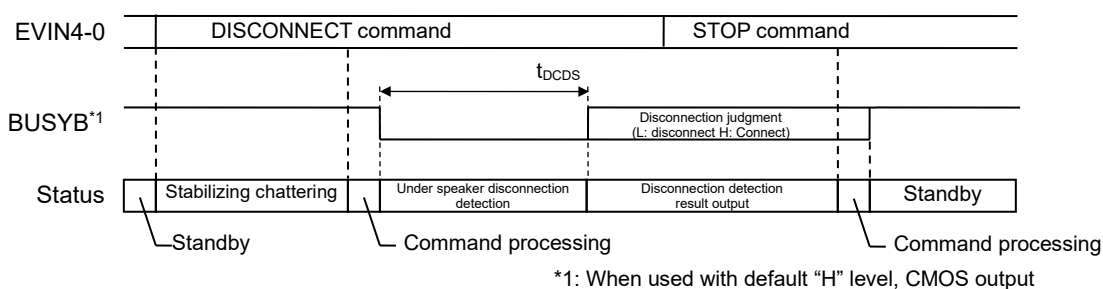 EVIN4-0 DISCONNECT command STOP command
tDCDS
BUSYB*1 Disconnection judgment
(L: disconnect H: Connect)
Status Stabilizing chattering Under speaker disconnection detection Disconnection detection result output Standby
Standby Command processing Command processing
*1: When used with default “H” level, CMOS output